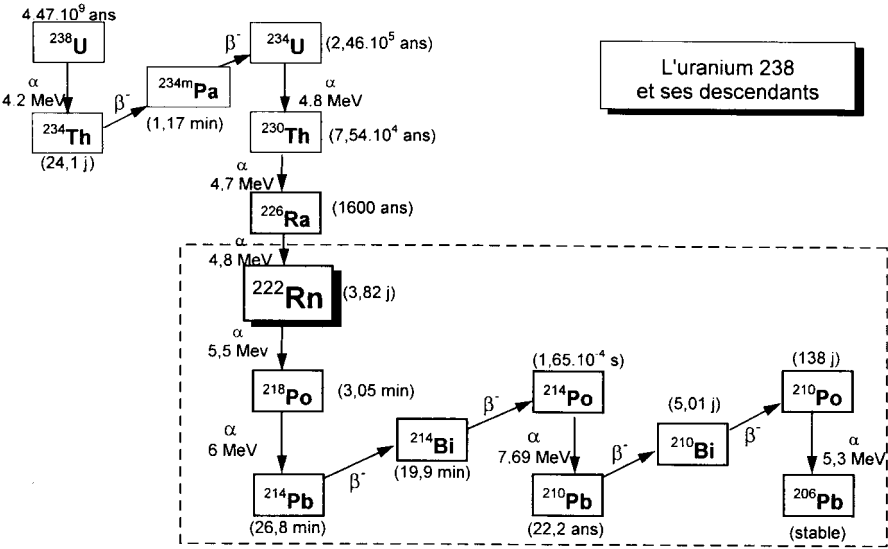 4,47.10⁹ ans
²³⁸U
β⁻
²³⁴U
(2,46.10⁵ ans)
L'uranium 238
et ses descendants
α
4.2 MeV
β⁻
²³⁴ᵐPa
α
4.8 MeV
²³⁴Th
(1,17 min)
²³⁰Th
(7,54.10⁴ ans)
(24,1 j)
α
4,7 MeV
²²⁶Ra
(1600 ans)
α
4,8 MeV
²²²Rn
(3,82 j)
α
5,5 Mev
(1,65.10⁻⁴ s)
(138 j)
²¹⁸Po
(3,05 min)
β⁻
²¹⁴Po
(5,01 j)
²¹⁰Po
α
6 MeV
²¹⁴Bi
α
7,69 MeV
²¹⁰Bi
β⁻
α
5,3 MeV
(19,9 min)
²¹⁴Pb
β⁻
²¹⁰Pb
β⁻
²⁰⁶Pb
(26,8 min)
(22,2 ans)
(stable)